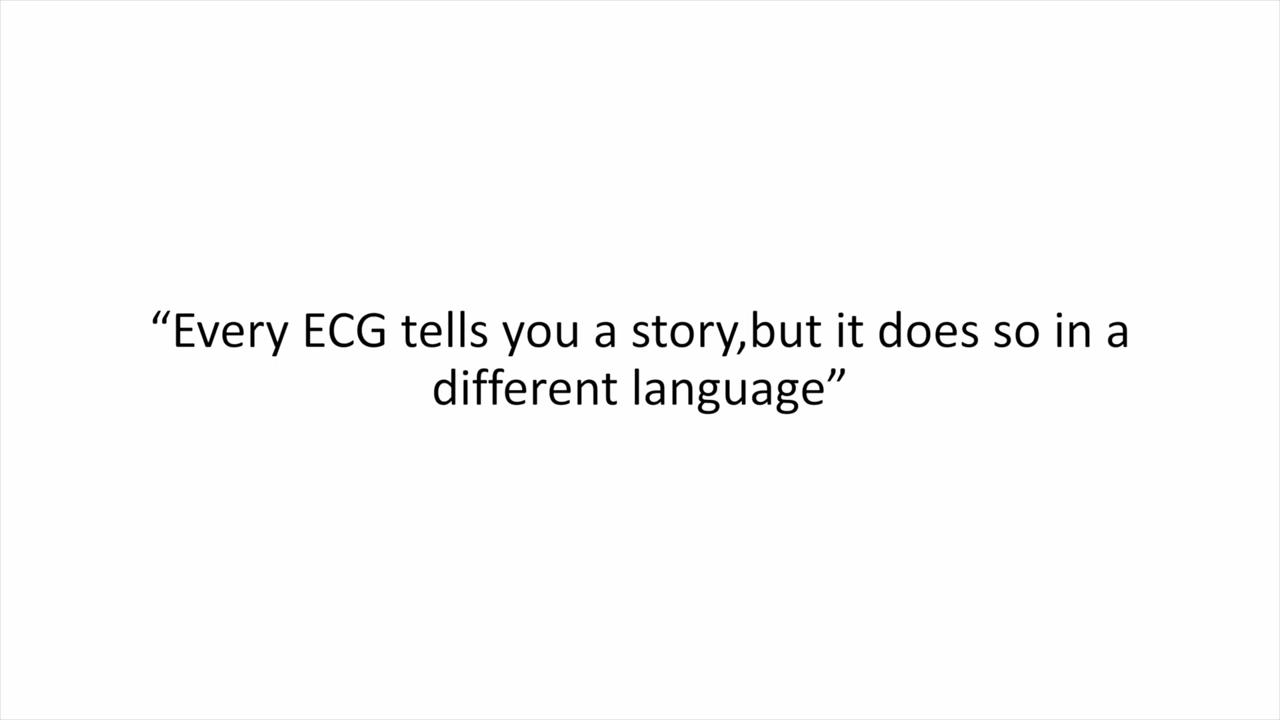 “Every ECG tells you a story,but it does so in a
different language”